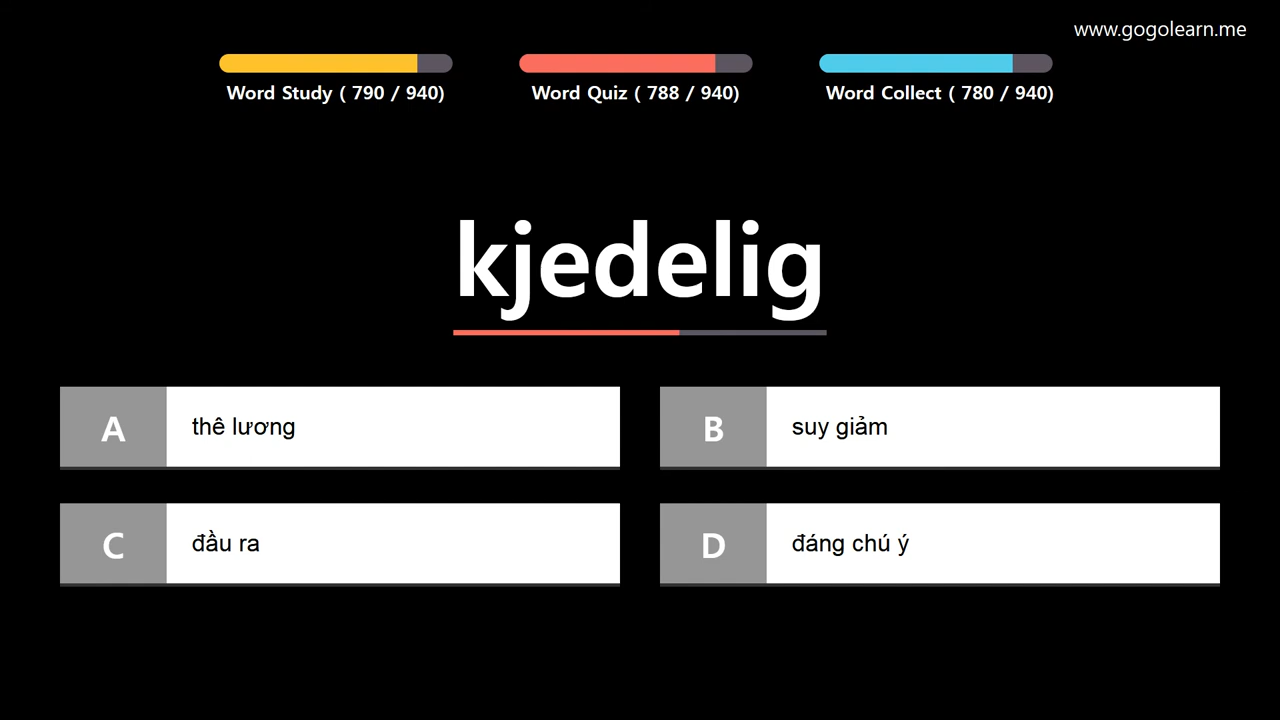 www.gogolearn.me
Word Study ( 790 / 940)
Word Quiz ( 788 / 940)
Word Collect ( 780 / 940)
kjedelig
A thê lương
B suy giảm
C đầu ra
D đáng chú ý